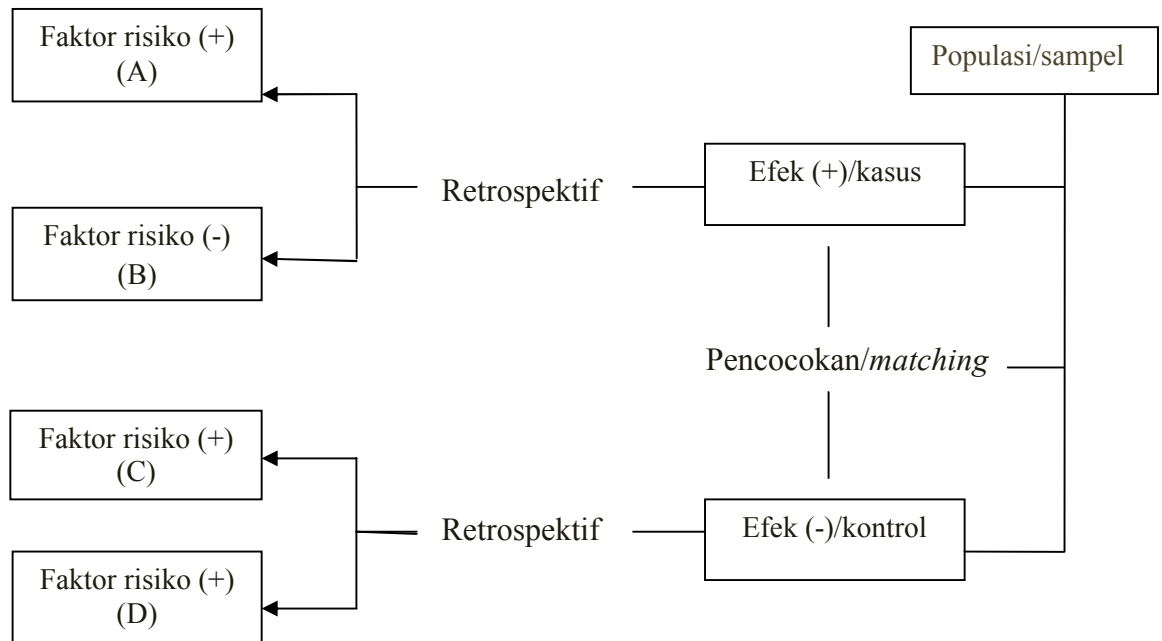 Faktor risiko (+)
(A)
Populasi/sampel
Efek (+)/kasus
Retrospektif
Faktor risiko (-)
(B)
Pencocokan/matching
Faktor risiko (+)
(C)
Efek (-)/kontrol
Retrospektif
Faktor risiko (+)
(D)